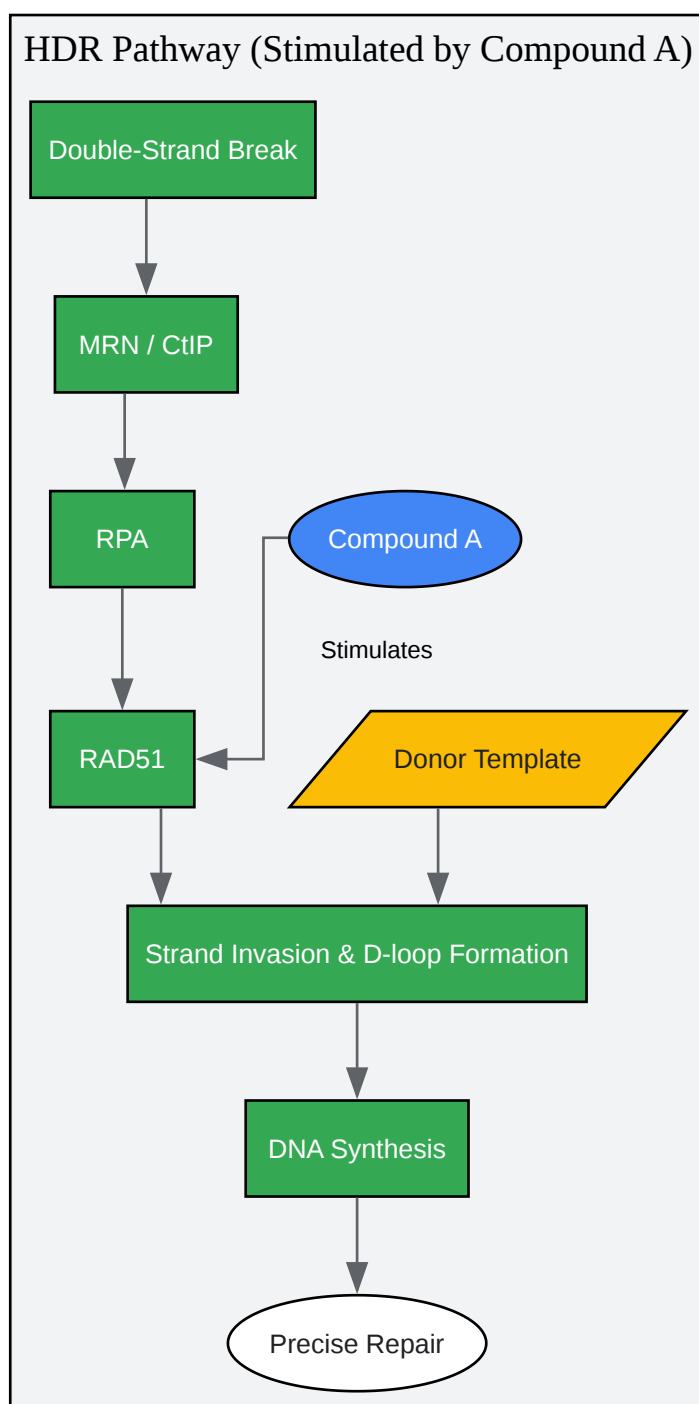 HDR Pathway (Stimulated by Compound A)
Double-Strand Break
MRN / CtIP
RPA
Compound A
Stimulates
RAD51
Donor Template
Strand Invasion & D-loop Formation
DNA Synthesis
Precise Repair